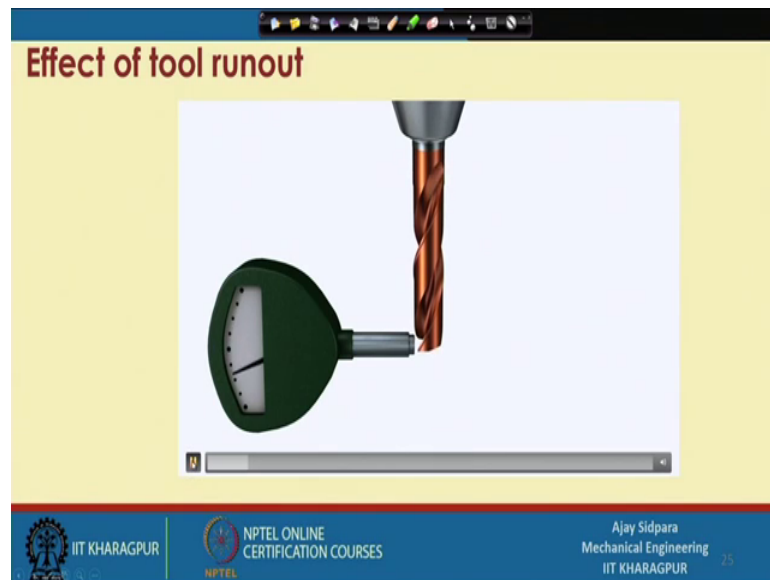 Effect of tool runout
IIT KHARAGPUR
NPTEL
NPTEL ONLINE
CERTIFICATION COURSES
Ajay Sidpara
Mechanical Engineering
IIT KHARAGPUR
25